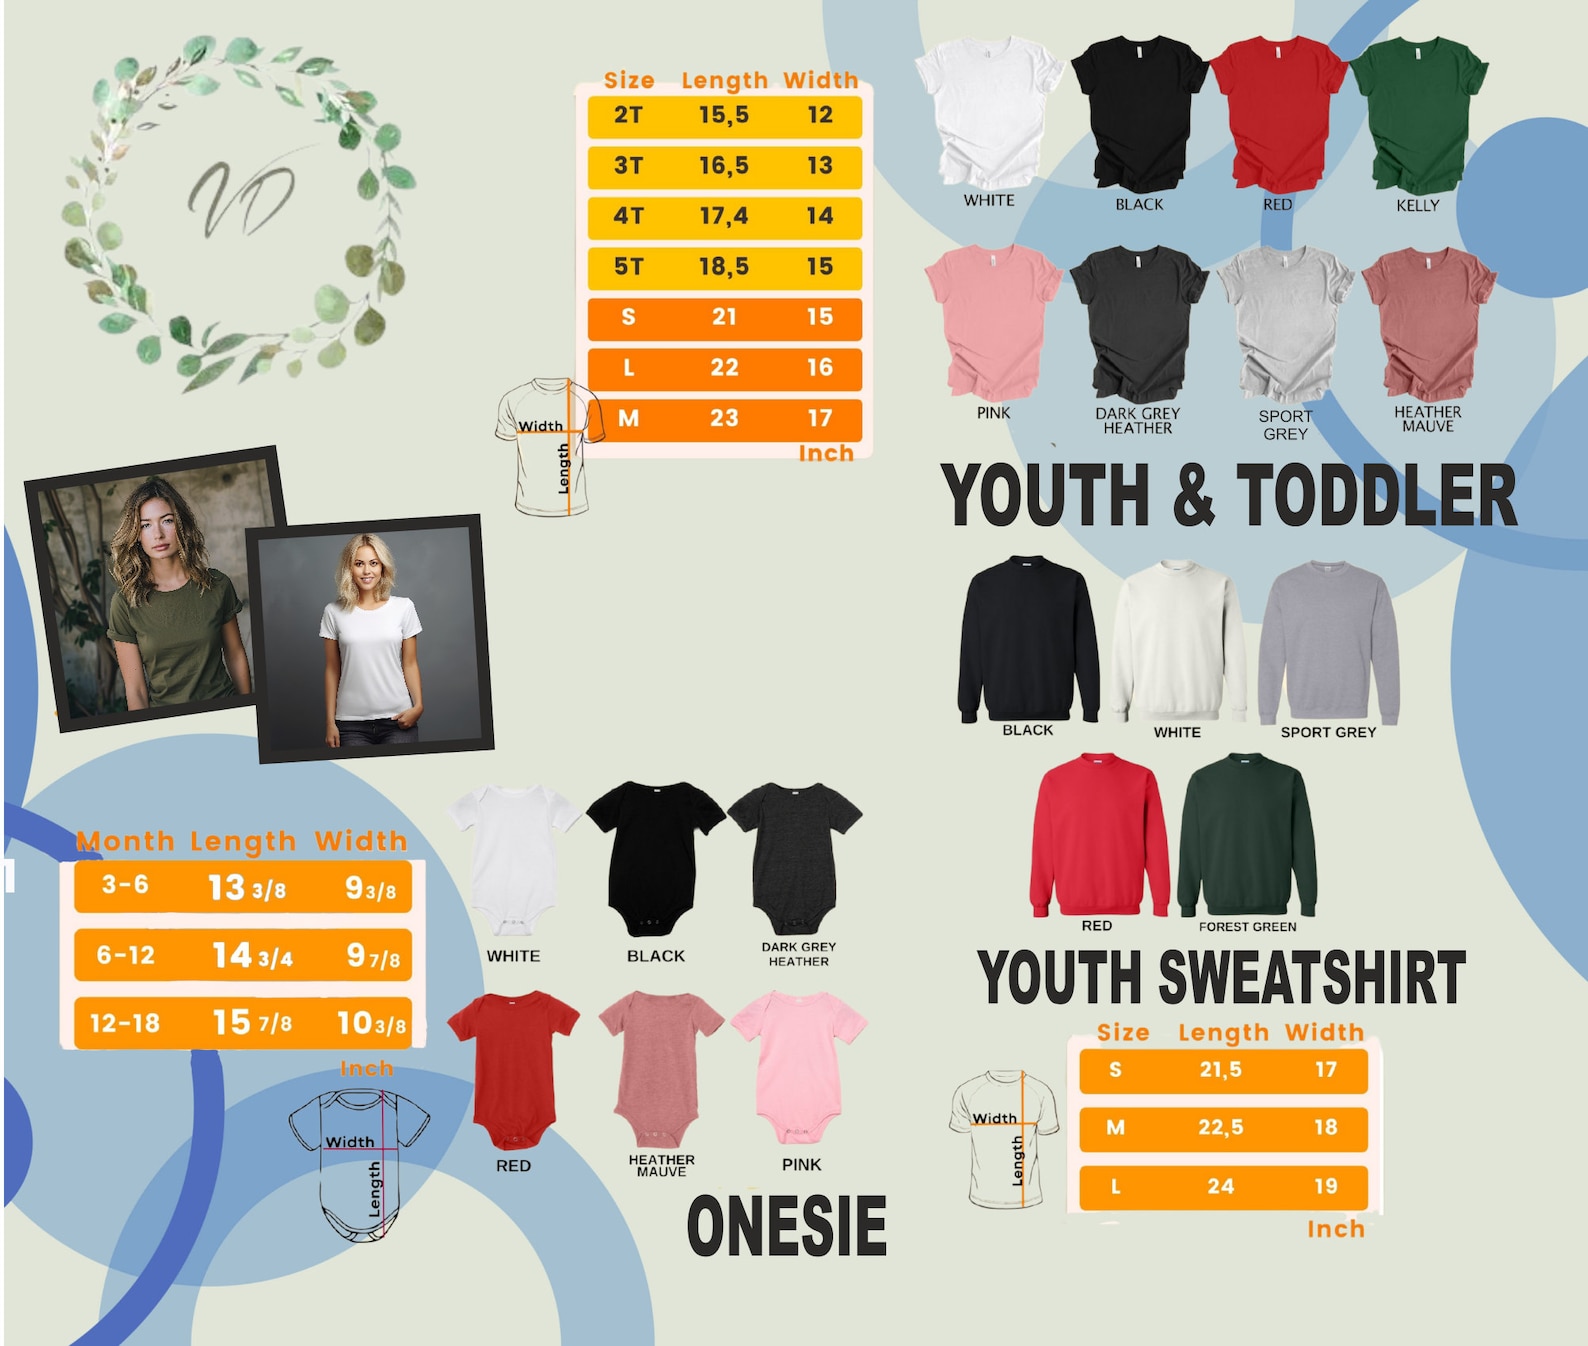 VD
Size Length Width
2T 15,5 12
3T 16,5 13
4T 17,4 14
5T 18,5 15
S 21 15
L 22 16
M 23 17
Inch
Width
Length
WHITE BLACK RED KELLY
PINK DARK GREY HEATHER SPORT GREY HEATHER MAUVE
YOUTH & TODDLER
BLACK WHITE SPORT GREY
RED FOREST GREEN
YOUTH SWEATSHIRT
Size Length Width
S 21,5 17
M 22,5 18
L 24 19
Inch
Width
Length
Month Length Width
3-6 13 3/8 9 3/8
6-12 14 3/4 9 7/8
12-18 15 7/8 10 3/8
Inch
Width
Length
WHITE BLACK DARK GREY
HEATHER
RED HEATHER
MAUVE PINK
ONESIE